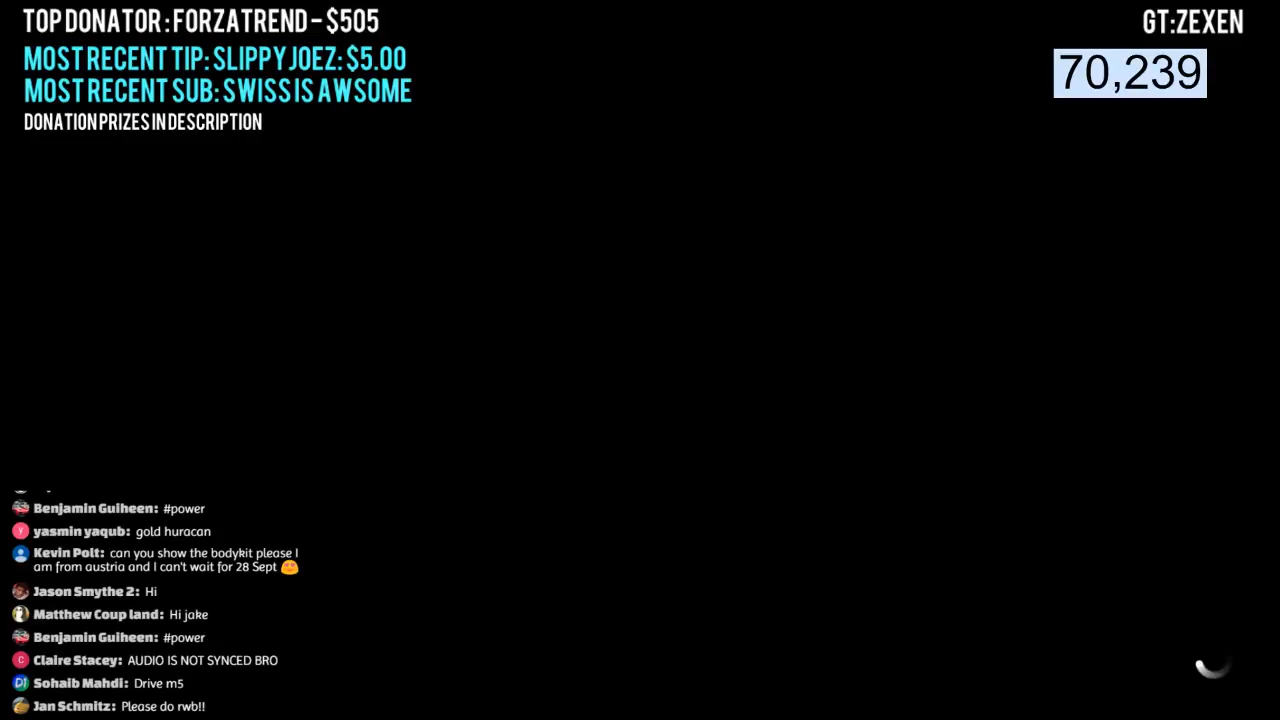 TOP DONATOR : FORZATREND - $505
GT:ZEXEN
MOST RECENT TIP: SLIPPY JOEZ: $5.00
70,239
MOST RECENT SUB: SWISS IS AWSOME
DONATION PRIZES IN DESCRIPTION
Benjamin Guiheen: #power
Y yasmin yaqub: gold huracan
Kevin Polt: can you show the bodykit please I
am from austria and I can't wait for 28 Sept 😍
Jason Smythe 2: Hi
Matthew Coup land: Hi jake
Benjamin Guiheen: #power
C Claire Stacey: AUDIO IS NOT SYNCED BRO
Sohaib Mahdi: Drive m5
Jan Schmitz: Please do rwb!!